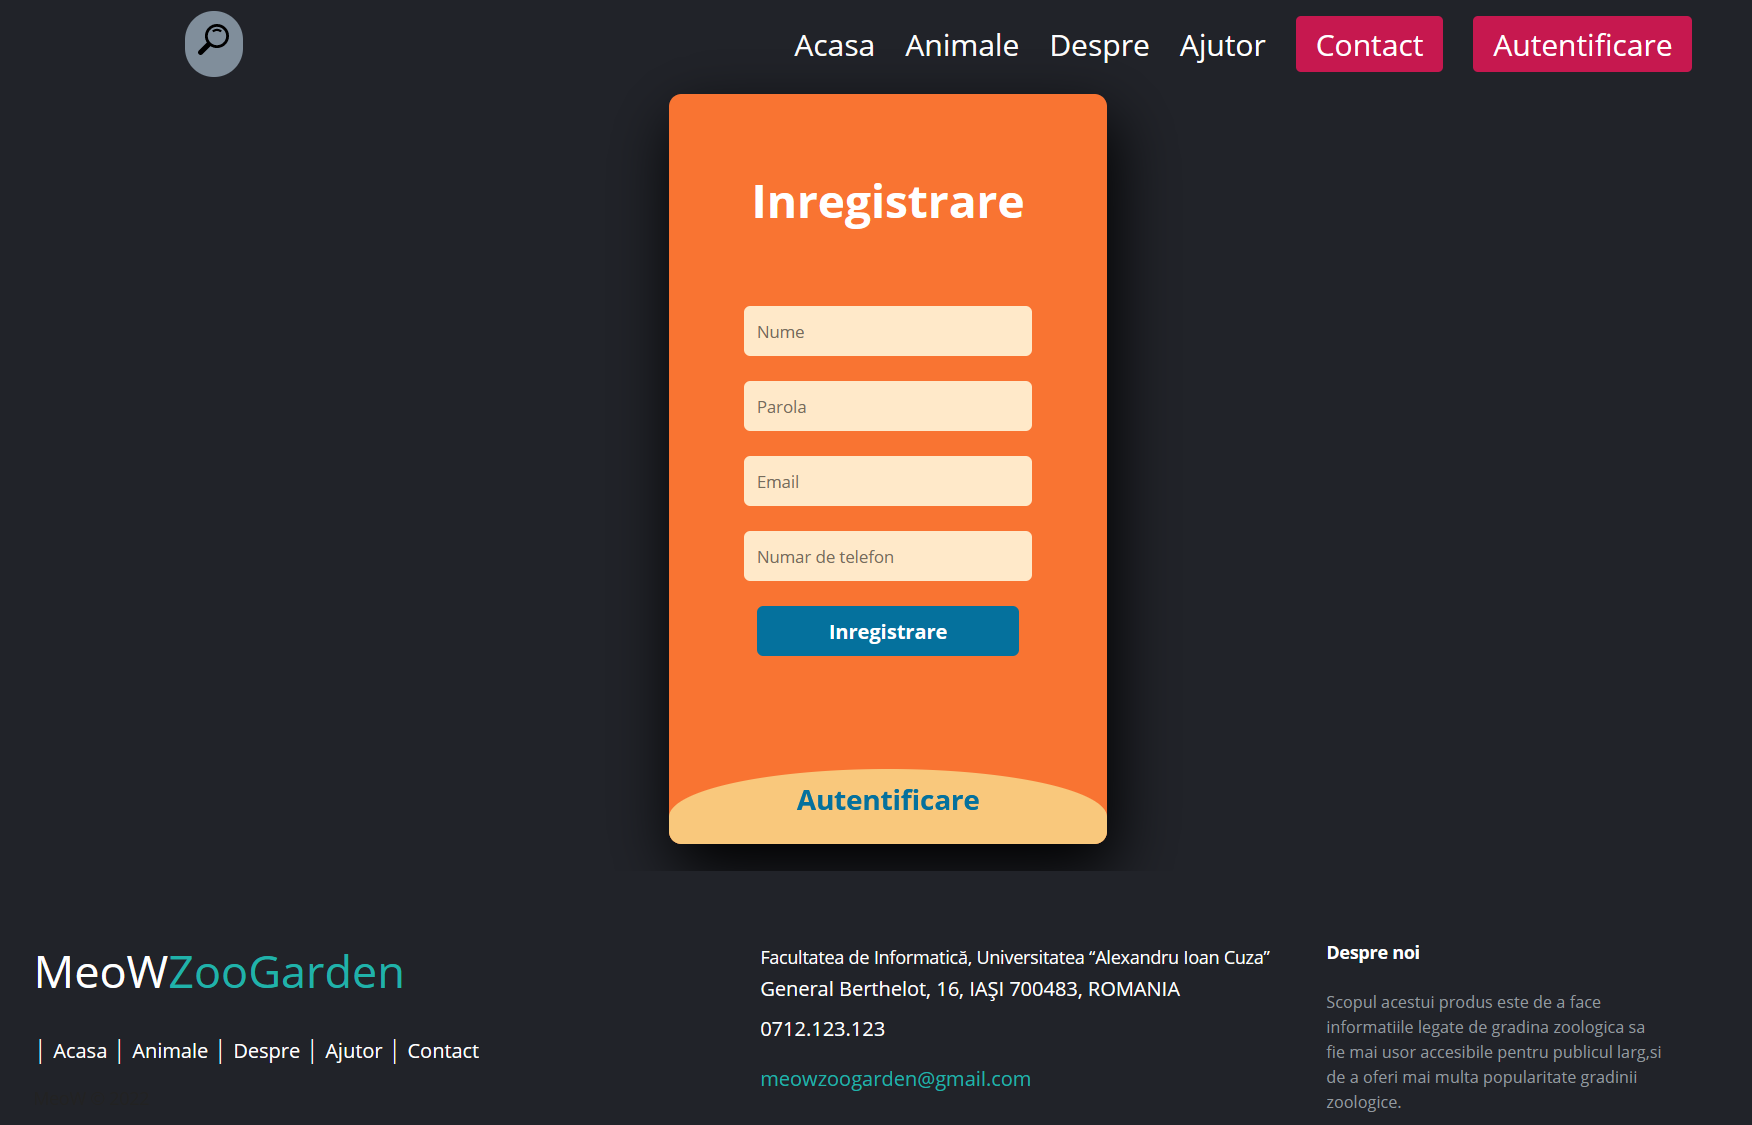 Acasa Animale Despre Ajutor Contact Autentificare
Inregistrare
Nume
Parola
Email
Numar de telefon
Inregistrare
Autentificare
MeoWZooGarden
| Acasa | Animale | Despre | Ajutor | Contact
Facultatea de Informatică, Universitatea “Alexandru Ioan Cuza”
General Berthelot, 16, IAŞI 700483, ROMANIA
0712.123.123
meowzoogarden@gmail.com
Despre noi
Scopul acestui produs este de a face
informatiile legate de gradina zoologica sa
fie mai usor accesibile pentru publicul larg,si
de a oferi mai multa popularitate gradinii
zoologice.